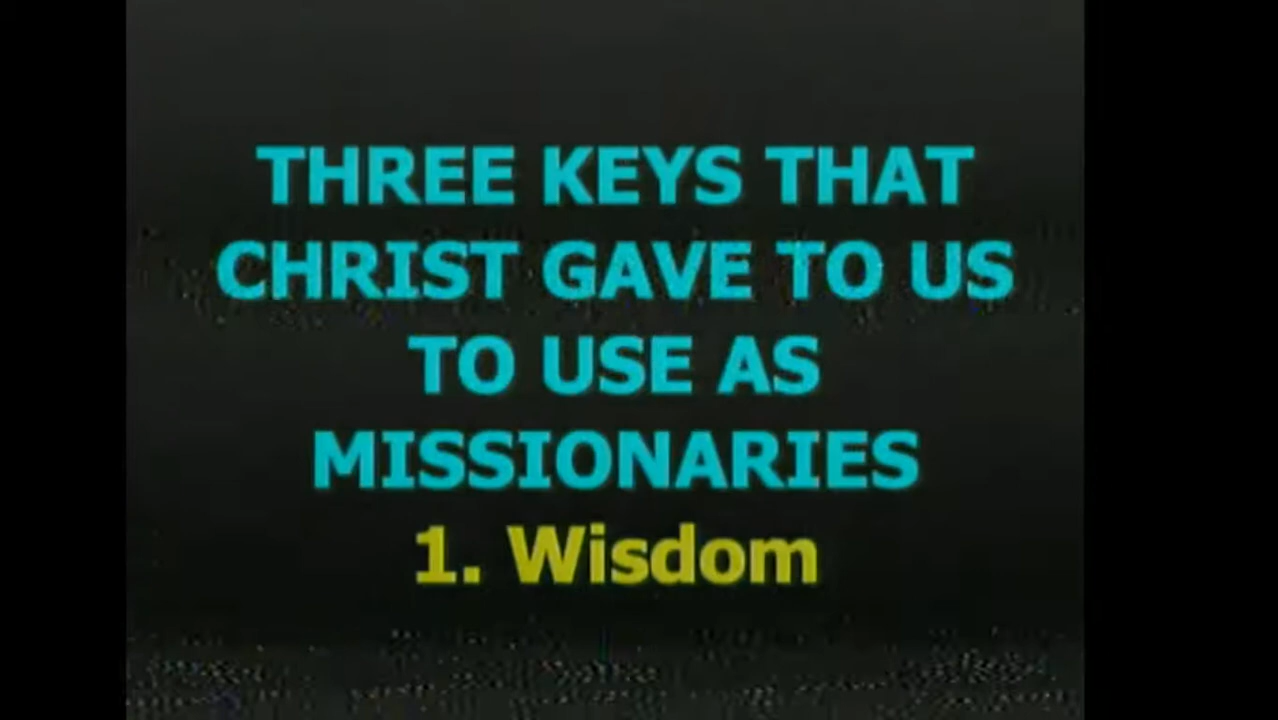 THREE KEYS THAT
CHRIST GAVE TO US
TO USE AS
MISSIONARIES
1. Wisdom